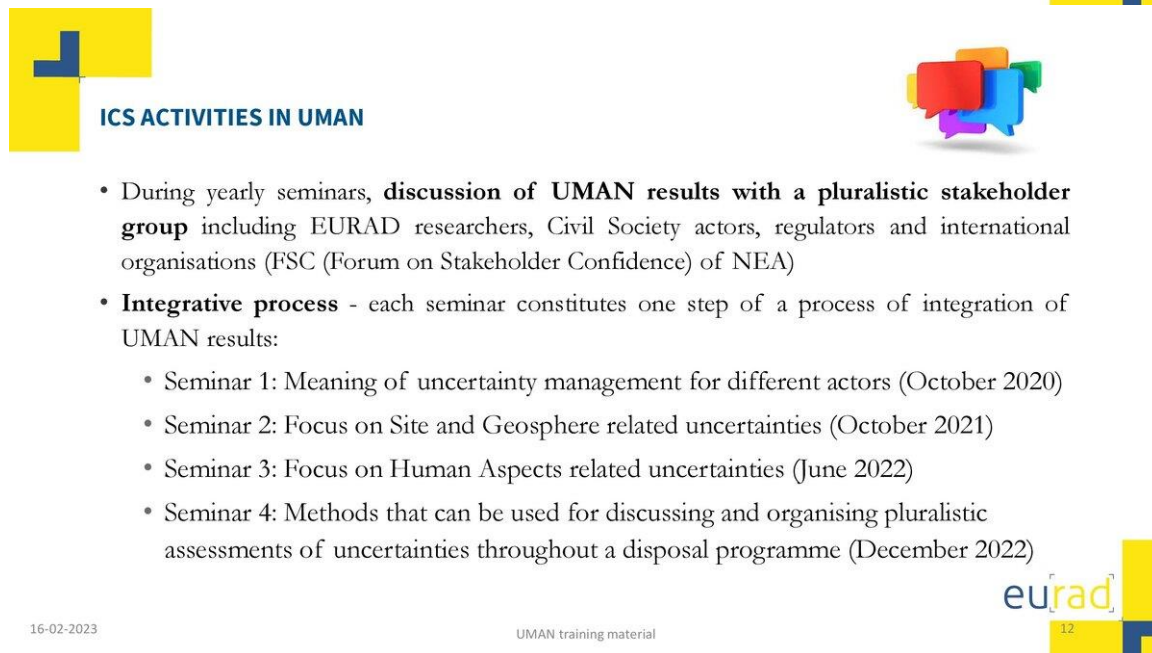 ICS ACTIVITIES IN UMAN
• During yearly seminars, discussion of UMAN results with a pluralistic stakeholder
group including EURAD researchers, Civil Society actors, regulators and international
organisations (FSC (Forum on Stakeholder Confidence) of NEA)
• Integrative process - each seminar constitutes one step of a process of integration of
UMAN results:
• Seminar 1: Meaning of uncertainty management for different actors (October 2020)
• Seminar 2: Focus on Site and Geosphere related uncertainties (October 2021)
• Seminar 3: Focus on Human Aspects related uncertainties (June 2022)
• Seminar 4: Methods that can be used for discussing and organising pluralistic
assessments of uncertainties throughout a disposal programme (December 2022)
eurad
16-02-2023
UMAN training material
12